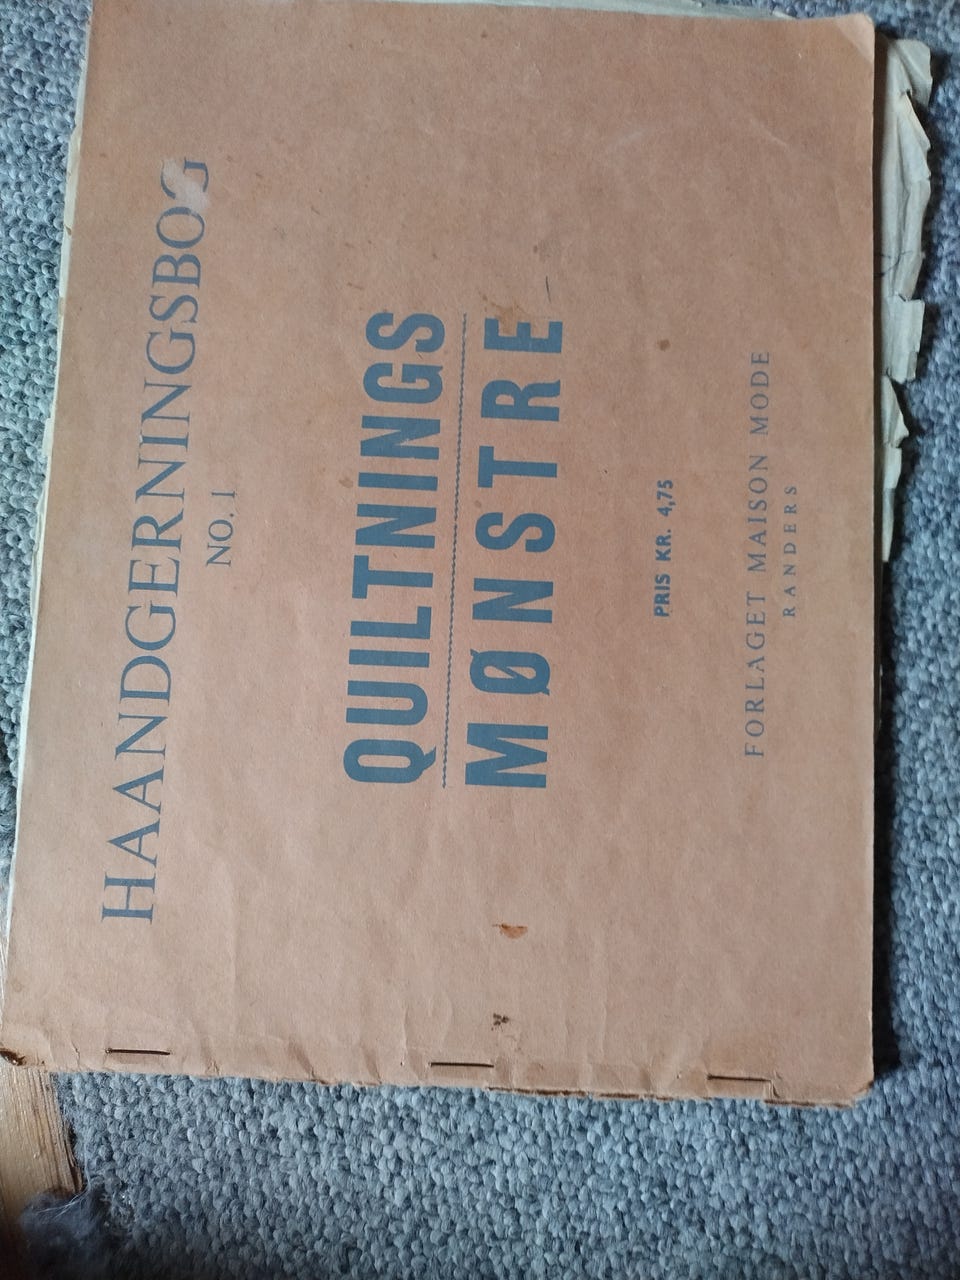 HAANDGERNINGSBOG
NO. 1
QUILTNINGS
MØNSTRE
PRIS KR. 4,75
FORLAGET MAISON MODE
RANDERS